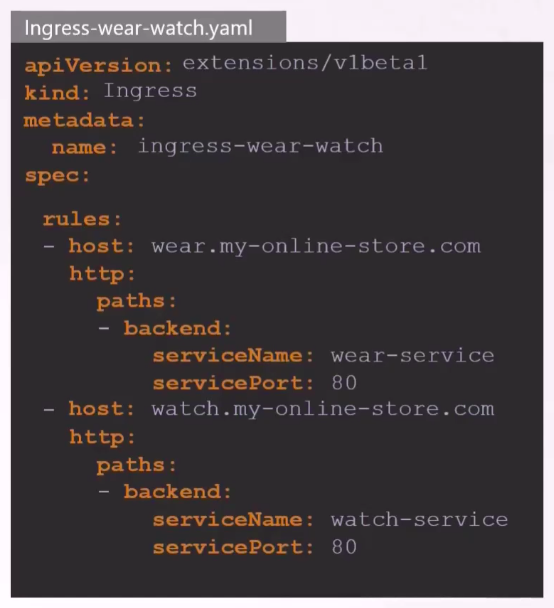 Ingress-wear-watch.yaml
apiVersion: extensions/v1beta1
kind: Ingress
metadata:
  name: ingress-wear-watch
spec:
  rules:
  - host: wear.my-online-store.com
    http:
      paths:
      - backend:
          serviceName: wear-service
          servicePort: 80
  - host: watch.my-online-store.com
    http:
      paths:
      - backend:
          serviceName: watch-service
          servicePort: 80